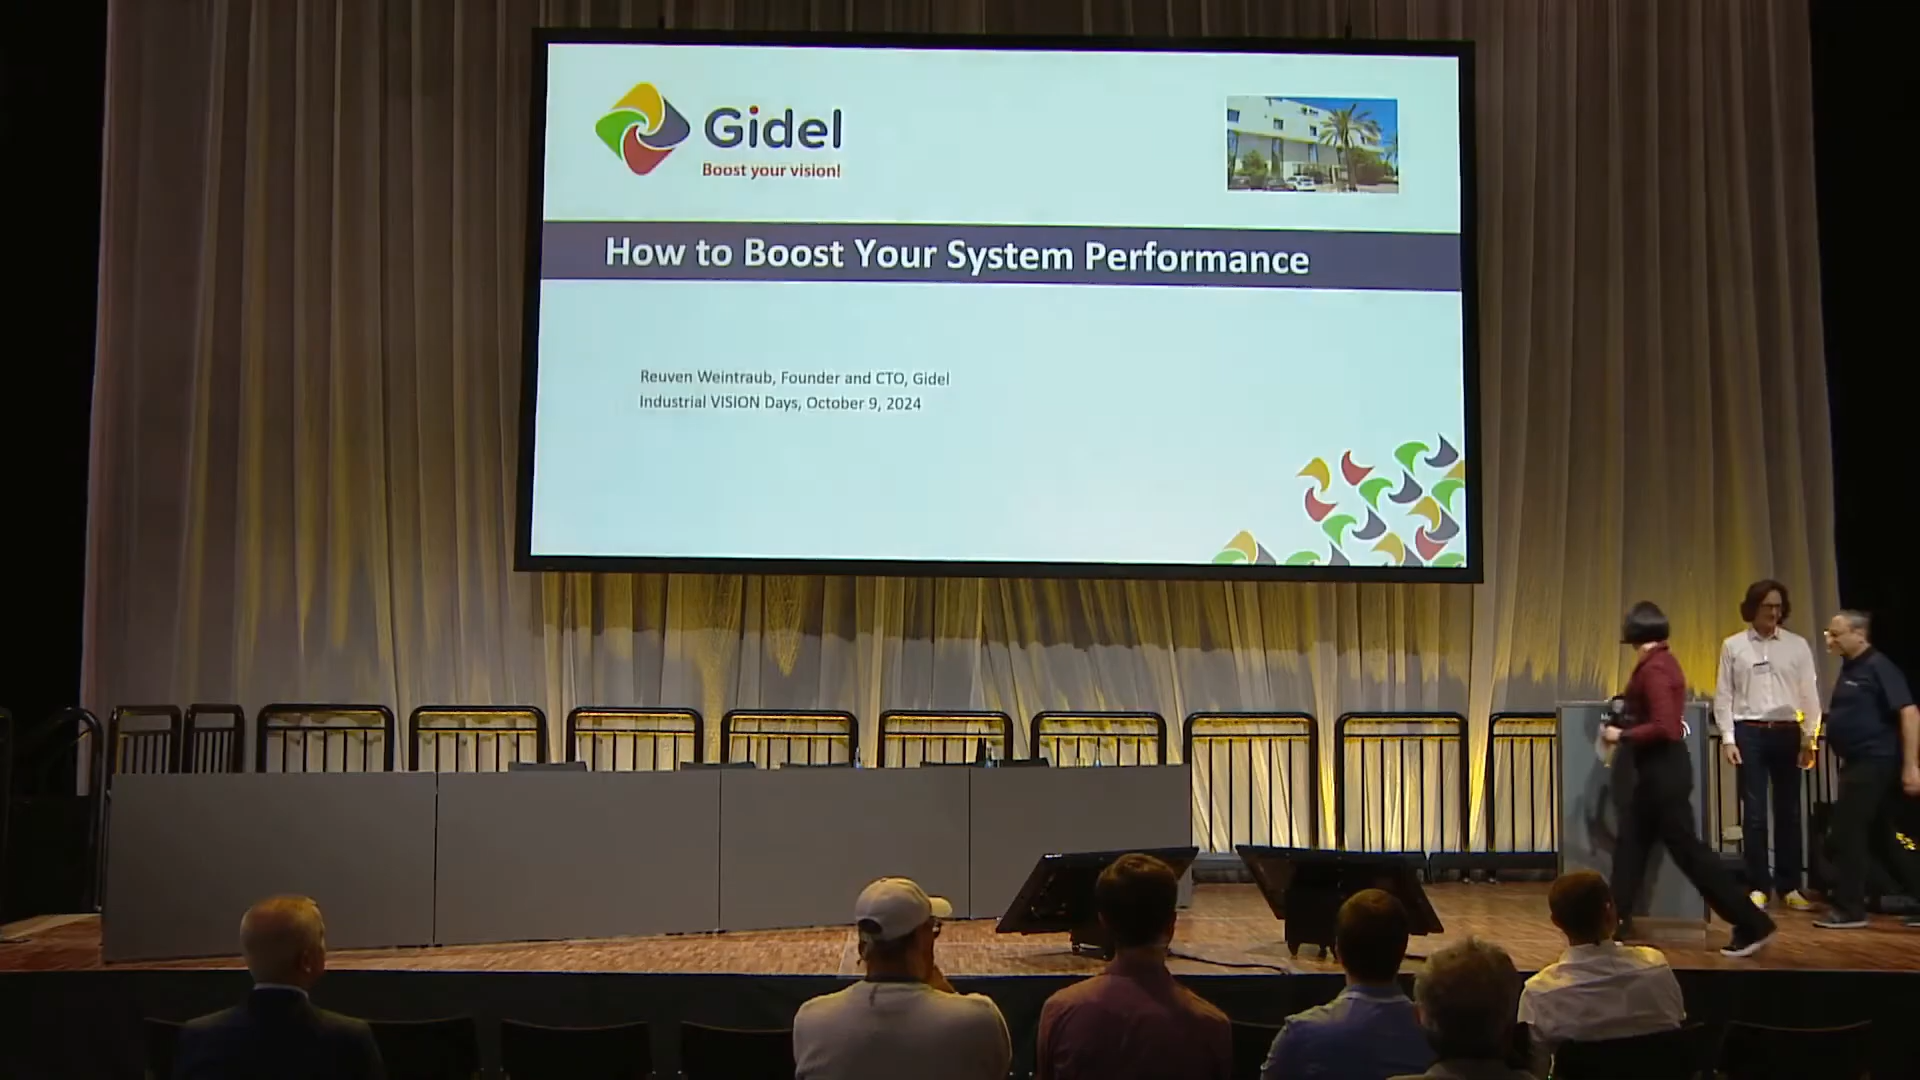 Gidel
Boost your vision!
How to Boost Your System Performance
Reuven Weintraub, Founder and CTO, Gidel
Industrial VISION Days, October 9, 2024